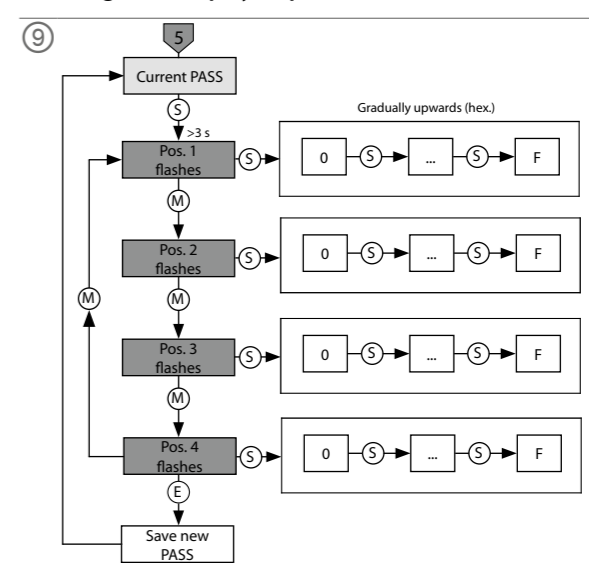 9
5
Current PASS
S
>3 s
Gradually upwards (hex.)
Pos. 1
flashes
S
0 S ... S F
M
Pos. 2
flashes
S
0 S ... S F
M
M
Pos. 3
flashes
S
0 S ... S F
M
Pos. 4
flashes
S
0 S ... S F
E
Save new
PASS